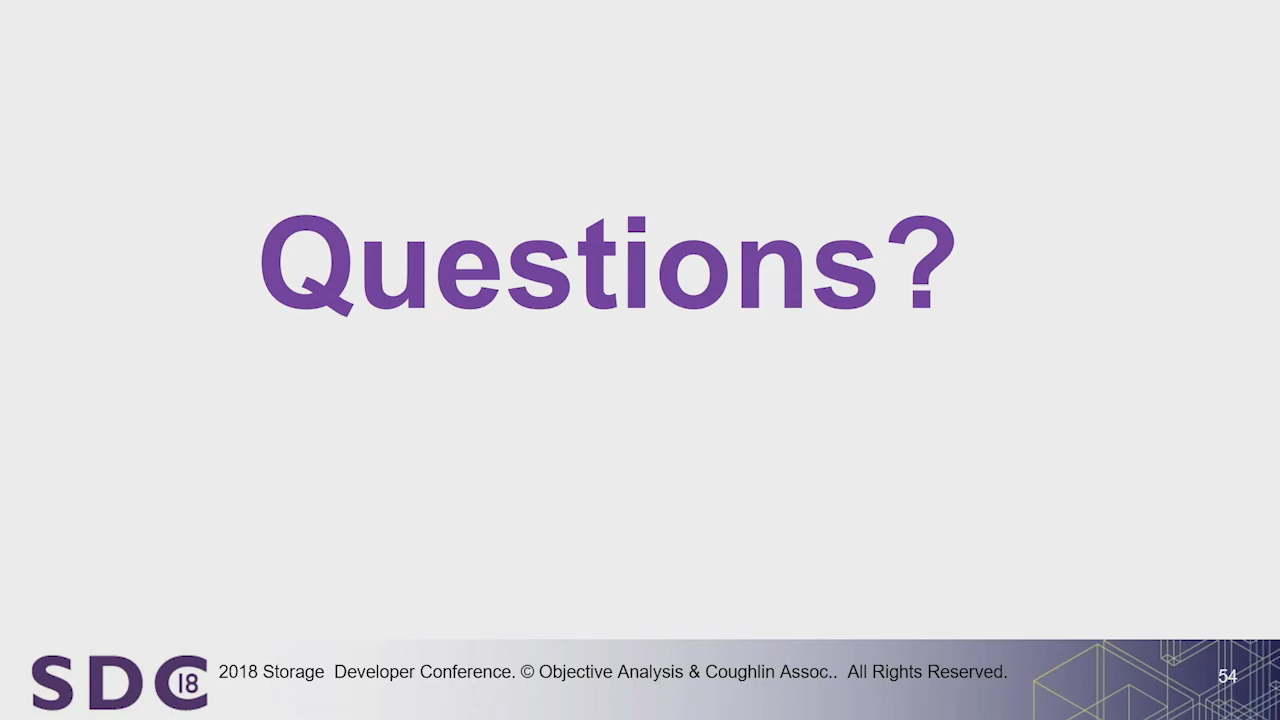 Questions?
SDC 18
2018 Storage  Developer Conference. © Objective Analysis & Coughlin Assoc..  All Rights Reserved.
54